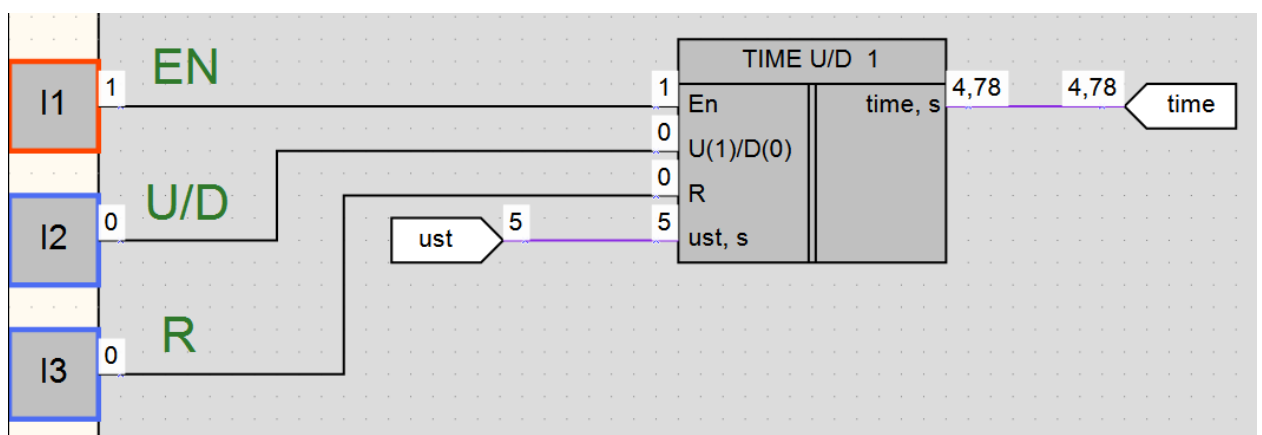 EN
TIME U/D 1
I1
1
1
En
time, s
4,78
4,78
time
0
U(1)/D(0)
U/D
0
R
I2
0
ust
5
5
ust, s
R
I3
0